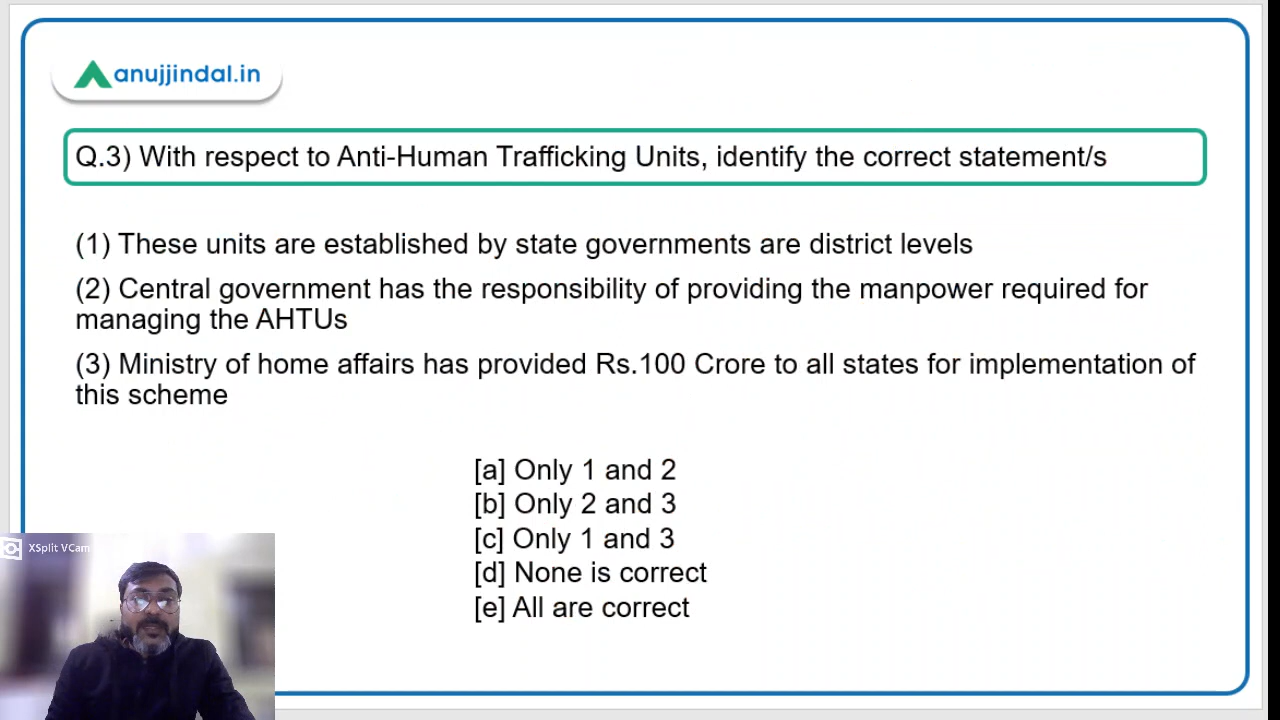 anujjindal.in
Q.3) With respect to Anti-Human Trafficking Units, identify the correct statement/s
(1) These units are established by state governments are district levels
(2) Central government has the responsibility of providing the manpower required for
managing the AHTUs
(3) Ministry of home affairs has provided Rs.100 Crore to all states for implementation of
this scheme
[a] Only 1 and 2
[b] Only 2 and 3
[c] Only 1 and 3
[d] None is correct
[e] All are correct
XSplit VCam